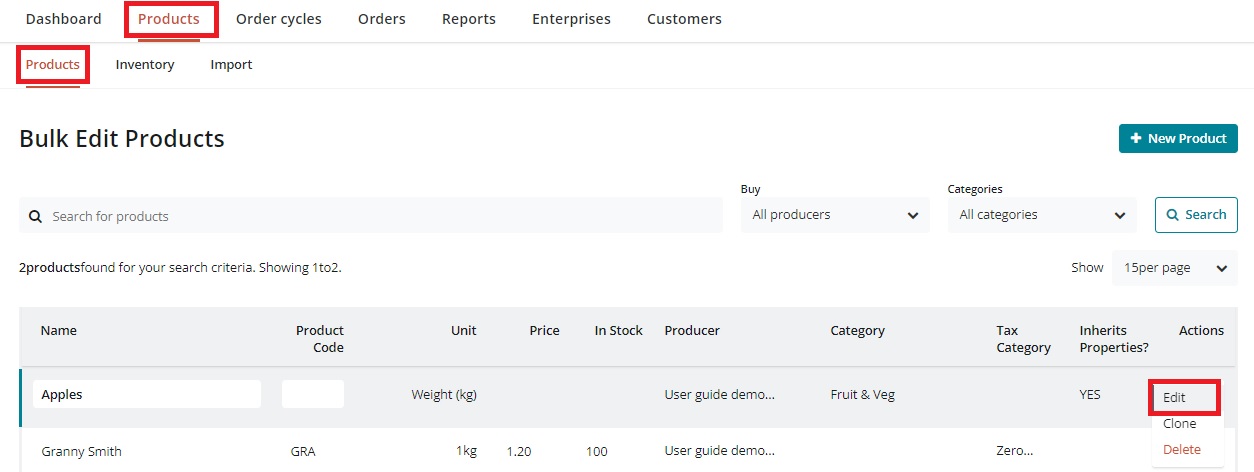 Dashboard Products Order cycles Orders Reports Enterprises Customers
Products Inventory Import
Bulk Edit Products
New Product
Buy Categories
Search for products All producers All categories Search
2productsfound for your search criteria. Showing 1to2. Show 15per page
Name Product Code Unit Price In Stock Producer Category Tax Category Inherits Properties? Actions
Apples Weight (kg) User guide demo... Fruit & Veg YES Edit
Clone
Granny Smith GRA 1kg 1.20 100 User guide demo... Zero... Delete